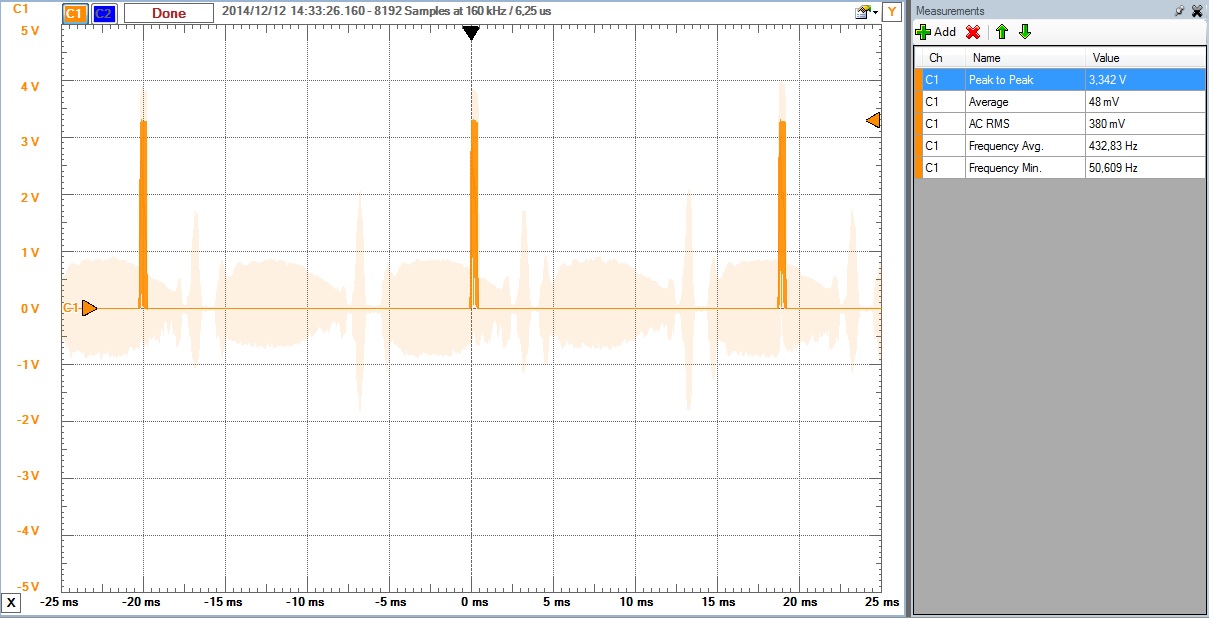 C1
C1 C2 Done 2014/12/12 14:33:26.160 - 8192 Samples at 160 kHz / 6,25 us Y
5 V
4 V
3 V
2 V
1 V
0 V
-1 V
-2 V
-3 V
-4 V
-5 V
C1
X -25 ms -20 ms -15 ms -10 ms -5 ms 0 ms 5 ms 10 ms 15 ms 20 ms 25 ms
Measurements
Add
Ch Name Value
C1 Peak to Peak 3,342 V
C1 Average 48 mV
C1 AC RMS 380 mV
C1 Frequency Avg. 432,83 Hz
C1 Frequency Min. 50,609 Hz